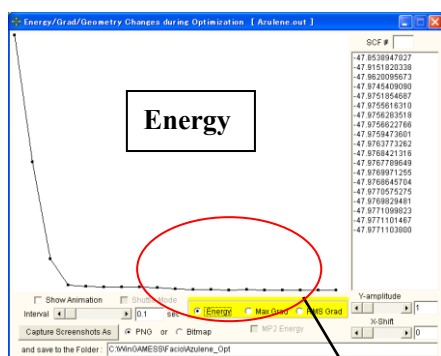 Energy/Grad/Geometry Changes during Optimization [ Azulene.out ]
SCF #
Energy
-47.8538947827
-47.9151820338
-47.9620095673
-47.9745409090
-47.9751854687
-47.9755616310
-47.9756283518
-47.9756622766
-47.9759473601
-47.9763773262
-47.9768421316
-47.9767789649
-47.9769971255
-47.9768645704
-47.9770575275
-47.9769829481
-47.9771099823
-47.9771101467
-47.9771103800
Show Animation
Shuttle Mode
Interval
0.1
sec
Energy
Max Grad
RMS Grad
Y-amplitude
1
Capture Screenshots As
PNG or
Bitmap
MP2 Energy
X-Shift
0
and save to the Folder : C:\WinGAMESS\Facio\Azulene_Opt